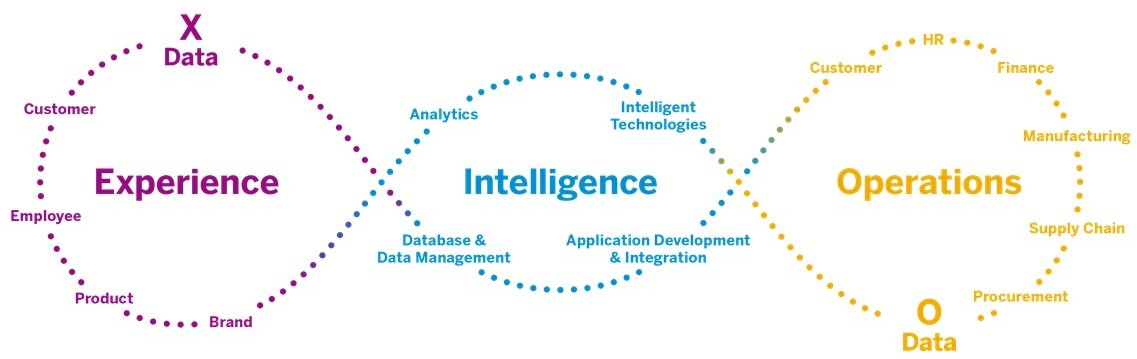 X
Data
Customer
Experience
Employee
Product
Brand
Analytics
Intelligent
Technologies
Intelligence
Database &
Data Management
Application Development
& Integration
Customer
HR
Finance
Manufacturing
Operations
Supply Chain
Procurement
O
Data